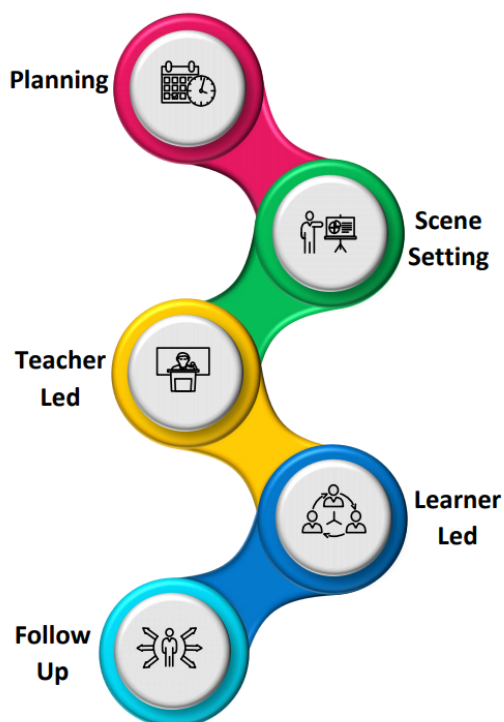 Planning
Scene
Setting
Teacher
Led
Learner
Led
Follow
Up